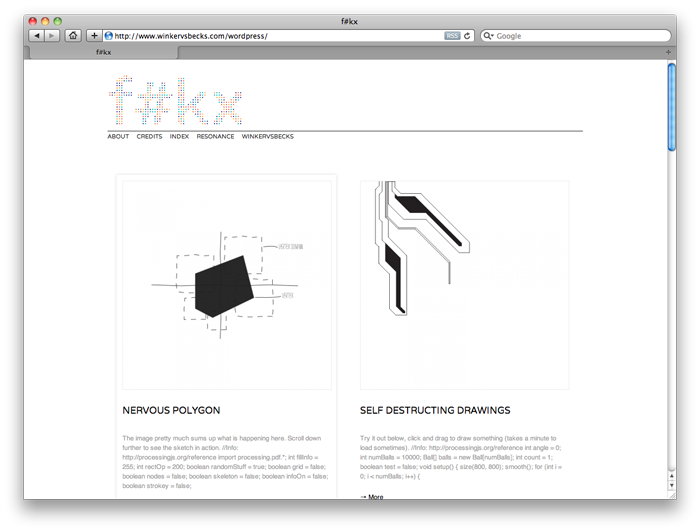 f#kx
http://www.winkervsbecks.com/wordpress/
RSS
Google
f#kx
f#kx
ABOUT CREDITS INDEX RESONANCE WINKERVSBECKS
NERVOUS POLYGON
The image pretty much sums up what is happening here. Scroll down
further to see the sketch in action. //Info:
http://processingjs.org/reference import processing.pdf.*; int fillInfo =
255; int rectOp = 200; boolean randomStuff = true; boolean grid = false;
boolean nodes = false; boolean skeleton = false; boolean infoOn = false;
boolean strokey = false;
SELF DESTRUCTING DRAWINGS
Try it out below, click and drag to draw something (takes a minute to
load sometimes). //Info: http://processingjs.org/reference int angle = 0;
int numBalls = 10000; Ball[] balls = new Ball[numBalls]; int count = 1;
boolean test = false; void setup() { size(800, 800); smooth(); for (int i =
0; i < numBalls; i++) {
→ More